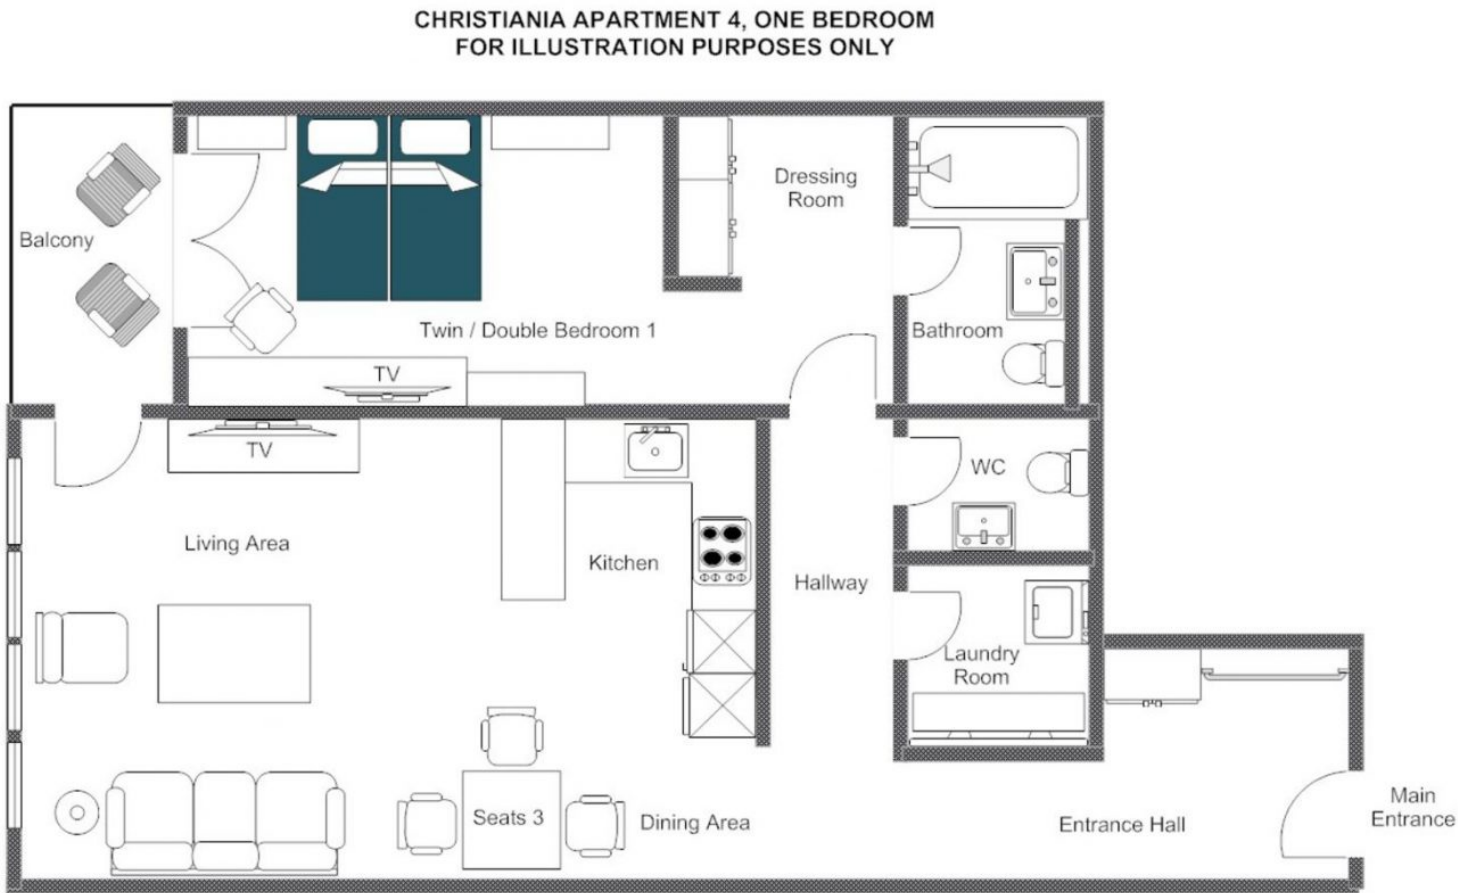 CHRISTIANIA APARTMENT 4, ONE BEDROOM
FOR ILLUSTRATION PURPOSES ONLY
Dressing
Room
Balcony
Twin / Double Bedroom 1
Bathroom
TV
TV
WC
Living Area
Kitchen
Hallway
Laundry
Room
Seats 3
Dining Area
Entrance Hall
Main
Entrance